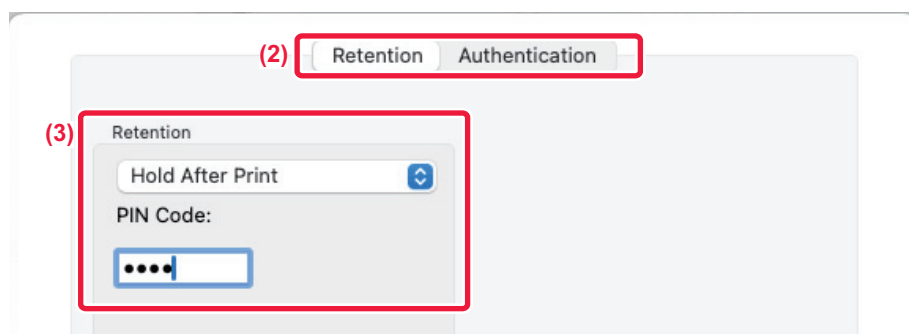 (2) Retention Authentication
(3) Retention
Hold After Print
PIN Code:
••••